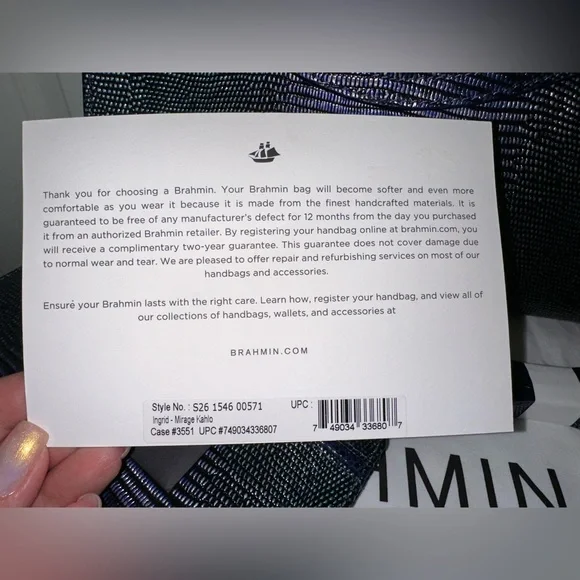 Thank you for choosing a Brahmin. Your Brahmin bag will become softer and even more
comfortable as you wear it because it is made from the finest handcrafted materials. It is
guaranteed to be free of any manufacturer's defect for 12 months from the day you purchased
it from an authorized Brahmin retailer. By registering your handbag online at brahmin.com, you
will receive a complimentary two-year guarantee. This guarantee does not cover damage due
to normal wear and tear. We are pleased to offer repair and refurbishing services on most of our
handbags and accessories.
Ensure your Brahmin lasts with the right care. Learn how, register your handbag, and view all of
our collections of handbags, wallets, and accessories at
BRAHMIN.COM
Style No. : S26 1546 00571 UPC :
Ingrid - Mirage Kahlo
Case #3551 UPC #749034336807
7 49034 33680 7
MIN